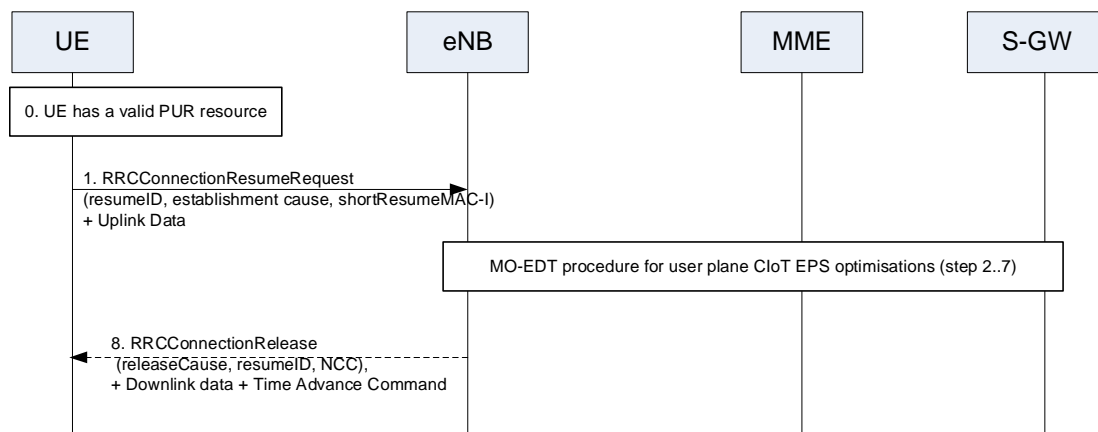 UE
eNB
MME
S-GW
0. UE has a valid PUR resource
1. RRCConnectionResumeRequest
(resumeID, establishment cause, shortResumeMAC-I)
+ Uplink Data
MO-EDT procedure for user plane CIoT EPS optimisations (step 2..7)
8. RRCConnectionRelease
(releaseCause, resumeID, NCC),
+ Downlink data + Time Advance Command